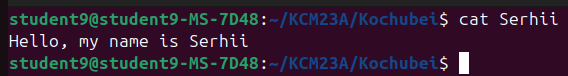 student9@student9-MS-7D48:~/KCM23A/Kochubei$ cat Serhii
Hello, my name is Serhii
student9@student9-MS-7D48:~/KCM23A/Kochubei$